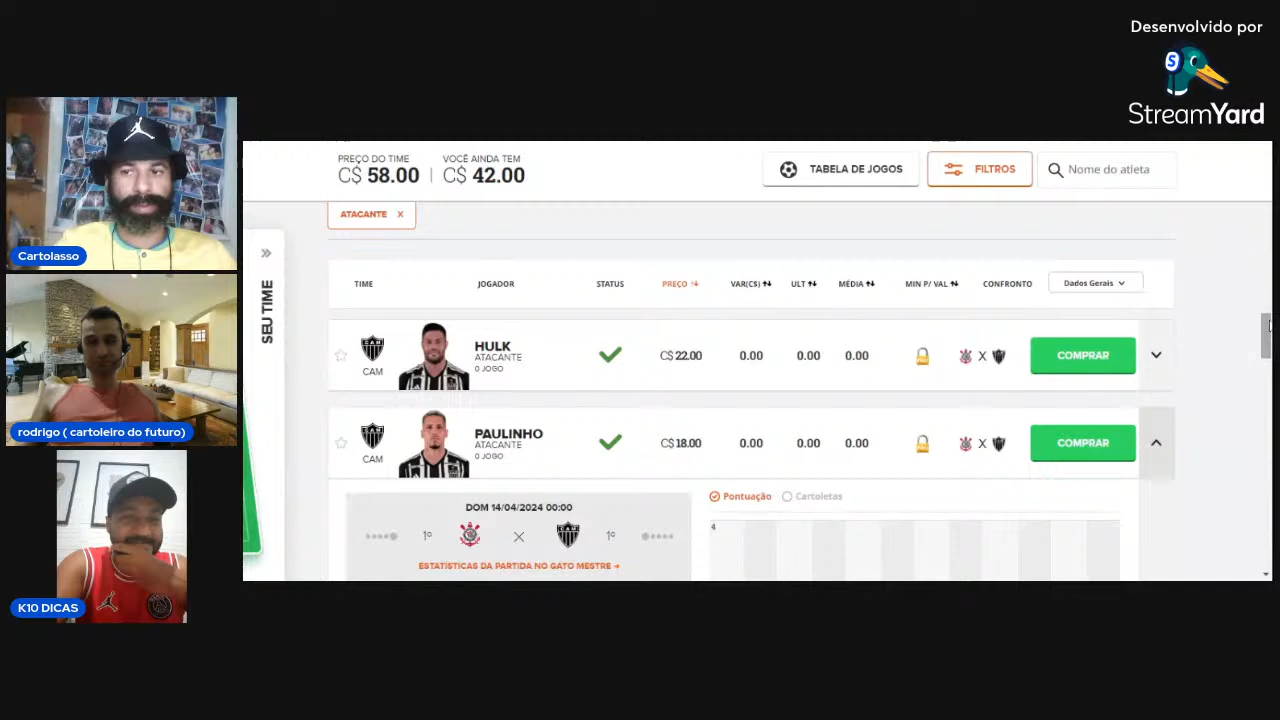 Desenvolvido por
StreamYard
Cartolasso
rodrigo ( cartoleiro do futuro)
K10 DICAS
PREÇO DO TIME
C$ 58.00
VOCÊ AINDA TEM
C$ 42.00
TABELA DE JOGOS
FILTROS
Nome do atleta
ATACANTE X
SEU TIME
TIME JOGADOR STATUS PREÇO VAR(C$) ULT MÉDIA MIN P/ VAL CONFRONTO Dados Gerais
CAM
HULK
ATACANTE
0 JOGO
C$ 22.00 0.00 0.00 0.00 X COMPRAR
CAM
PAULINHO
ATACANTE
0 JOGO
C$ 18.00 0.00 0.00 0.00 X COMPRAR
DOM 14/04/2024 00:00
1º X 1º
ESTATÍSTICAS DA PARTIDA NO GATO MESTRE
Pontuação Cartoletas
4